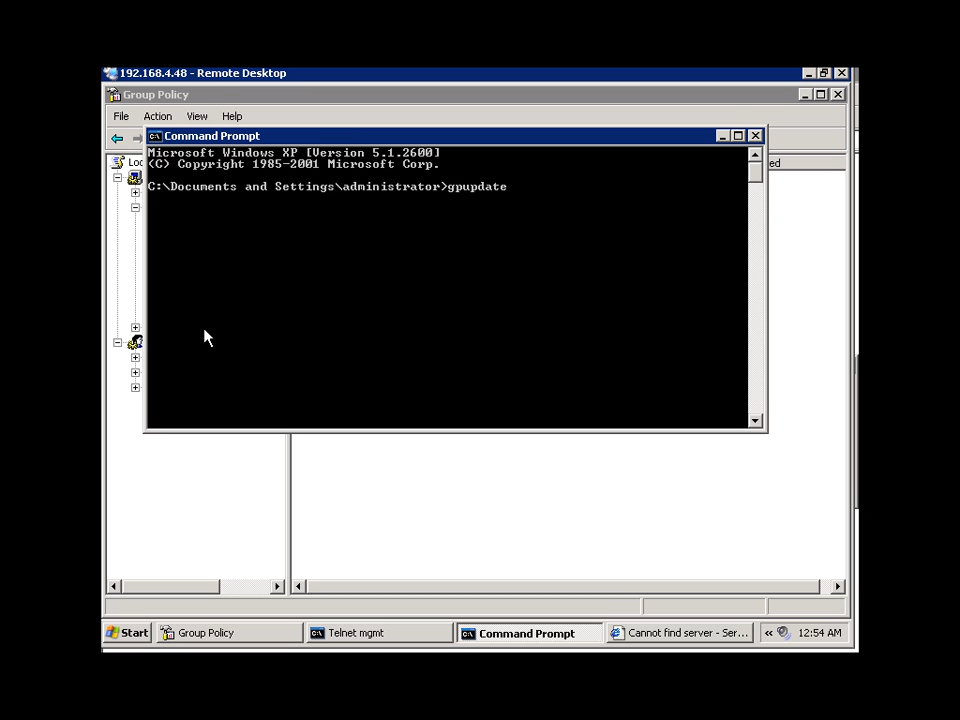 192.168.4.48 - Remote Desktop
Group Policy
File Action View Help
Command Prompt
Microsoft Windows XP [Version 5.1.2600]
(C) Copyright 1985-2001 Microsoft Corp.
C:\Documents and Settings\administrator>gpupdate
Start Group Policy Telnet mgmt Command Prompt Cannot find server - Ser... « 12:54 AM